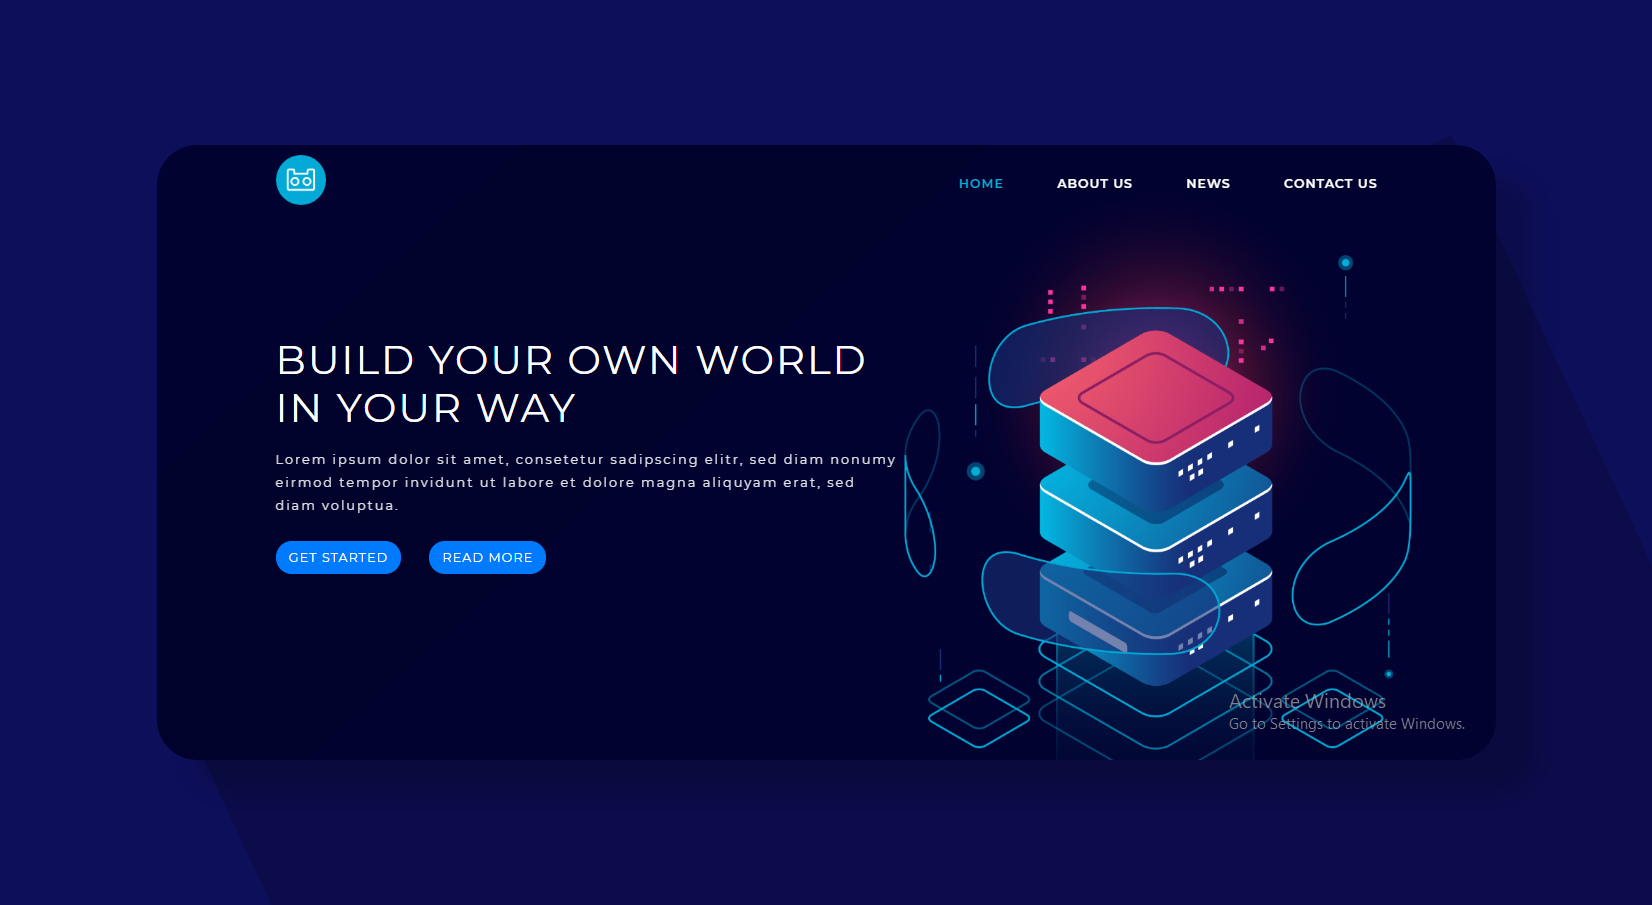 HOME ABOUT US NEWS CONTACT US
BUILD YOUR OWN WORLD
IN YOUR WAY
Lorem ipsum dolor sit amet, consetetur sadipscing elitr, sed diam nonumy
eirmod tempor invidunt ut labore et dolore magna aliquyam erat, sed
diam voluptua.
GET STARTED READ MORE
Activate Windows
Go to Settings to activate Windows.